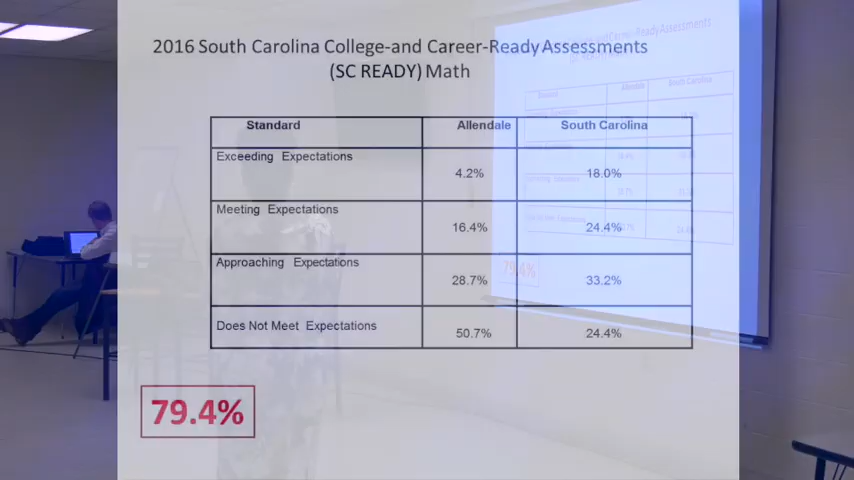 2016 South Carolina College-and Career-Ready Assessments
(SC READY) Math
Standard Allendale South Carolina
Exceeding Expectations 4.2% 18.0%
Meeting Expectations 16.4% 24.4%
Approaching Expectations 28.7% 33.2%
Does Not Meet Expectations 50.7% 24.4%
79.4%